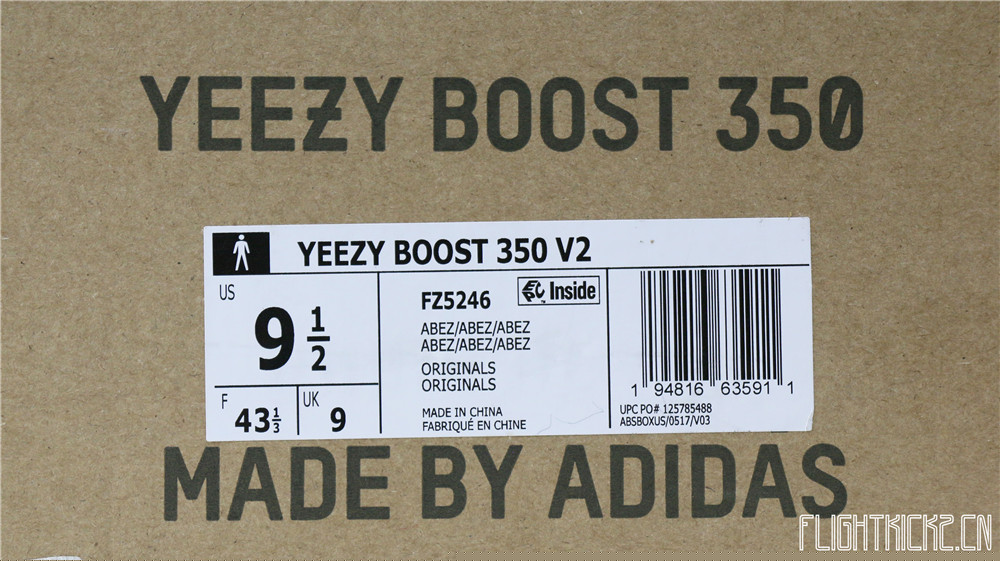 YEEZY BOOST 350
YEEZY BOOST 350 V2
US
9 1/2
F
43 1/3
UK
9
FZ5246
Inside
ABEZ/ABEZ/ABEZ
ABEZ/ABEZ/ABEZ
ORIGINALS
ORIGINALS
MADE IN CHINA
FABRIQUÉ EN CHINE
1 94816 63591 1
UPC PO# 125785488
ABSBOXUS/0517/V03
MADE BY ADIDAS
FLIGHTKICKZ.CN